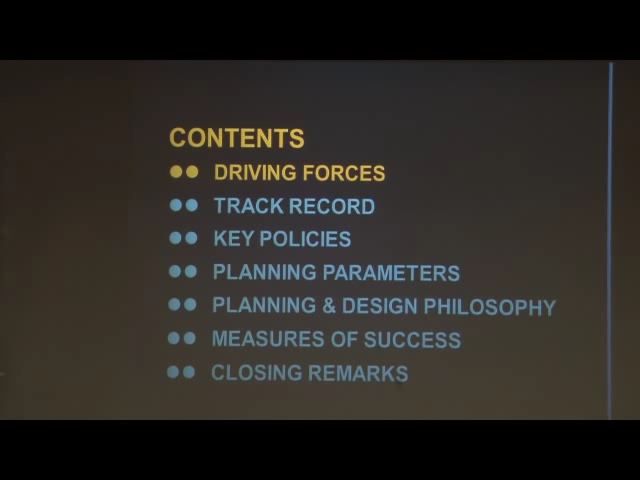 CONTENTS
DRIVING FORCES
TRACK RECORD
KEY POLICIES
PLANNING PARAMETERS
PLANNING & DESIGN PHILOSOPHY
MEASURES OF SUCCESS
CLOSING REMARKS